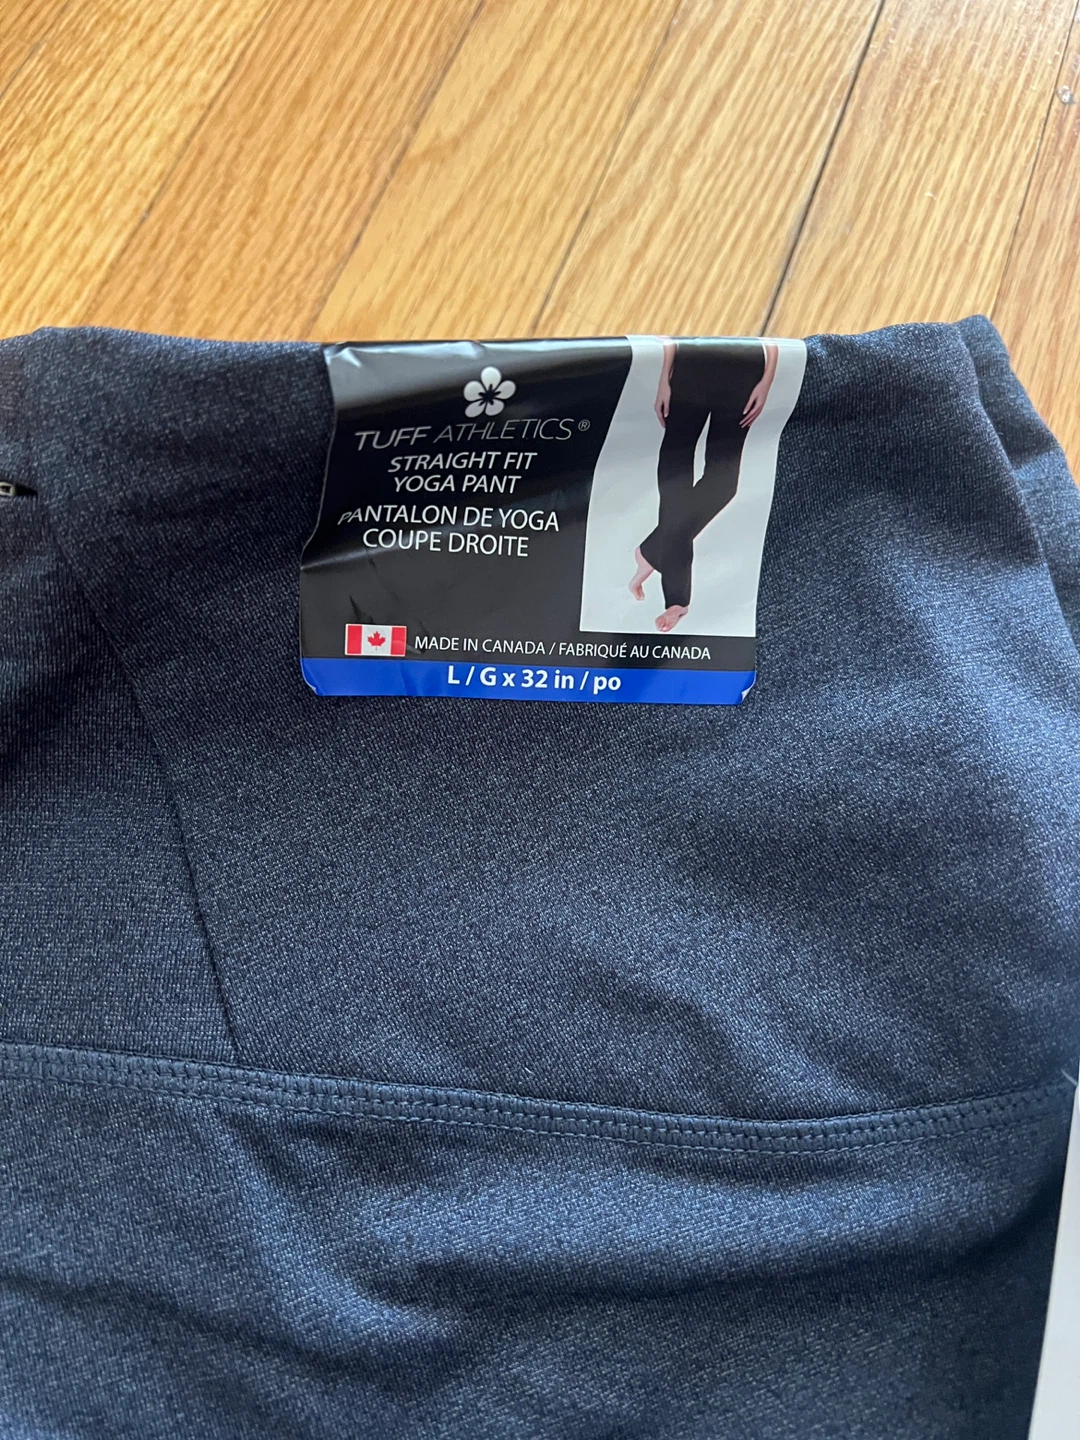 TUFF ATHLETICS®
STRAIGHT FIT
YOGA PANT
PANTALON DE YOGA
COUPE DROITE
MADE IN CANADA / FABRIQUÉ AU CANADA
L / G x 32 in / po